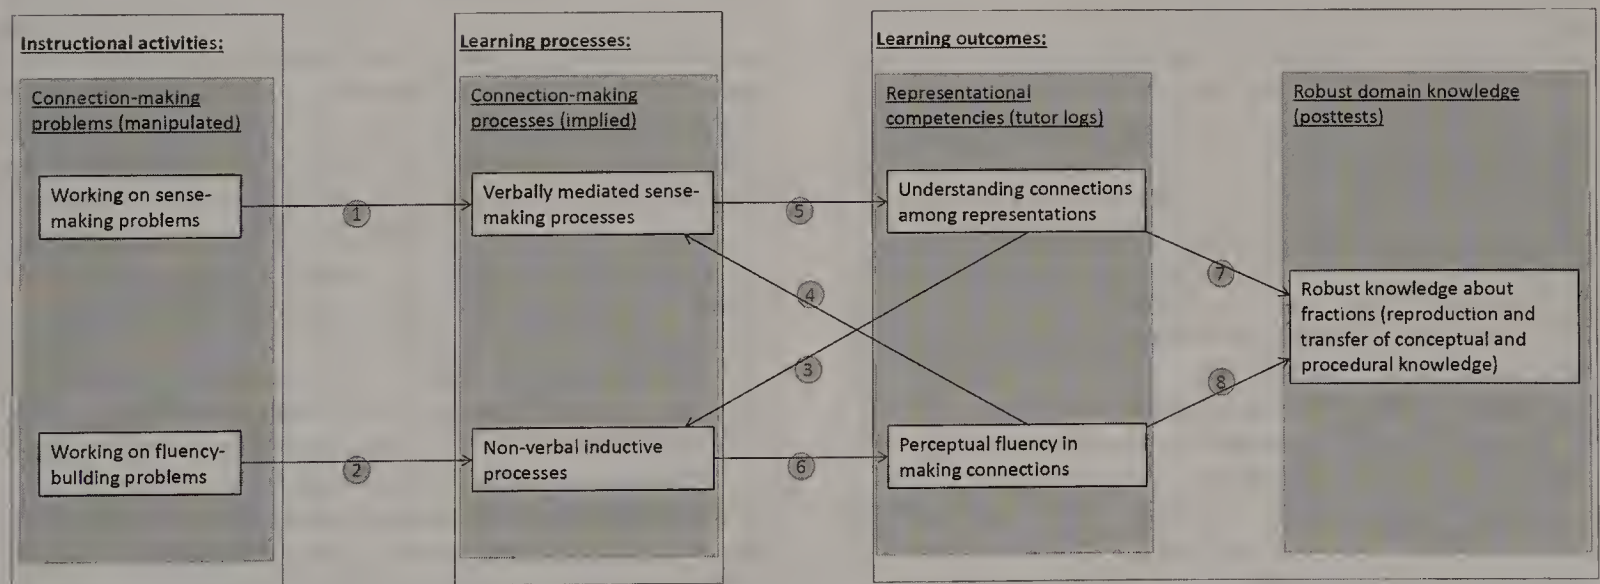 Instructional activities:
Connection-making
problems (manipulated)
Working on sense-
making problems
Working on fluency-
building problems
1
2
Learning processes:
Connection-making
processes (implied)
Verbally mediated sense-
making processes
Non-verbal inductive
processes
5
4
3
6
Learning outcomes:
Representational
competencies (tutor logs)
Understanding connections
among representations
Perceptual fluency in
making connections
7
8
Robust domain knowledge
(posttests)
Robust knowledge about
fractions (reproduction and
transfer of conceptual and
procedural knowledge)